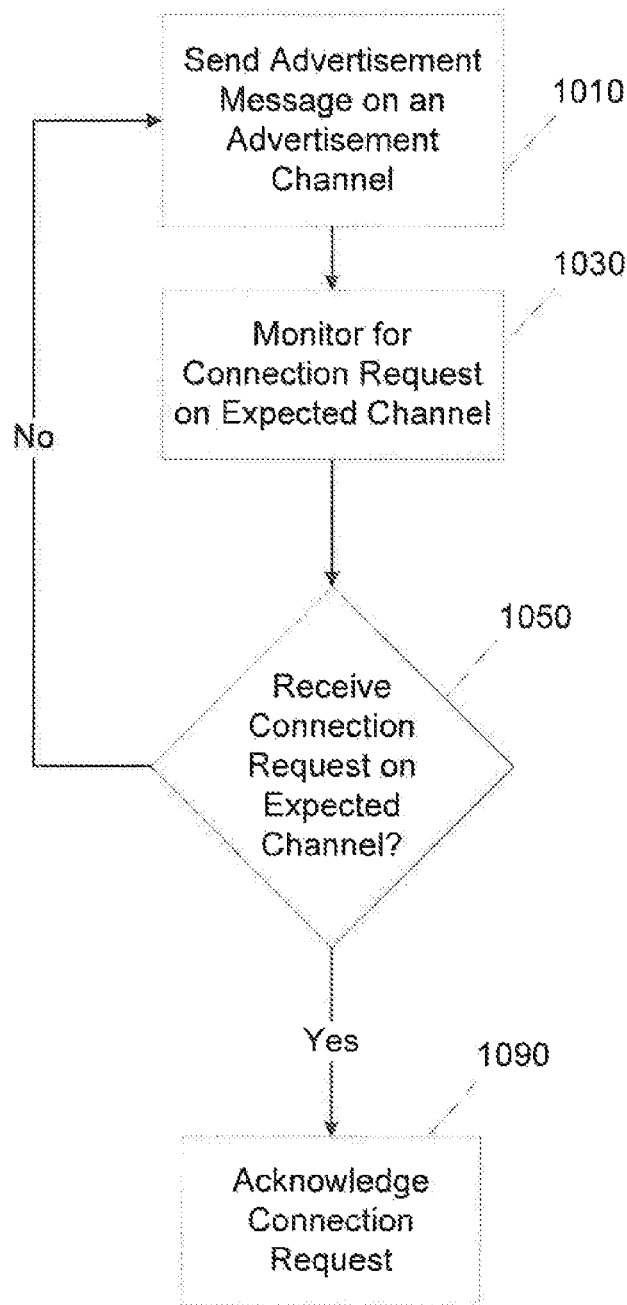 Send Advertisement
Message on an
Advertisement
Channel
1010
1030
Monitor for
Connection Request
on Expected Channel
No
1050
Receive
Connection
Request on
Expected
Channel?
Yes
1090
Acknowledge
Connection
Request